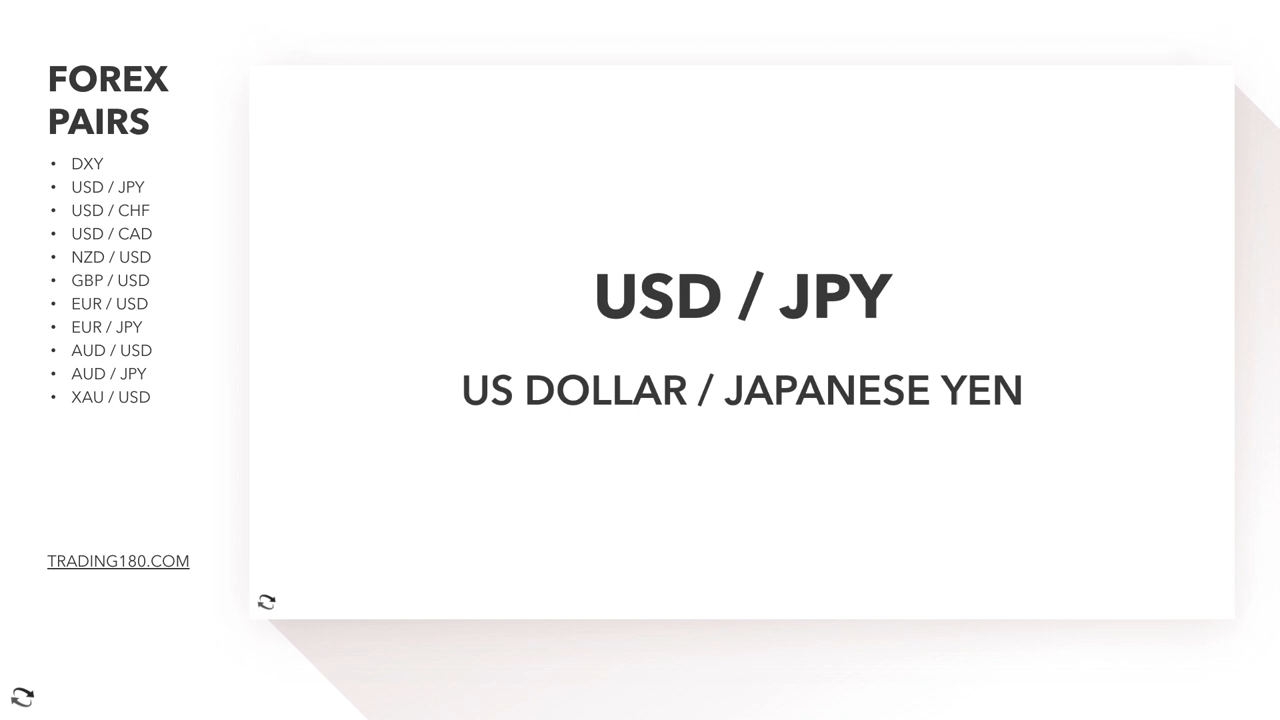 FOREX
PAIRS
• DXY
• USD / JPY
• USD / CHF
• USD / CAD
• NZD / USD
• GBP / USD
• EUR / USD
• EUR / JPY
• AUD / USD
• AUD / JPY
• XAU / USD
TRADING180.COM
USD / JPY
US DOLLAR / JAPANESE YEN